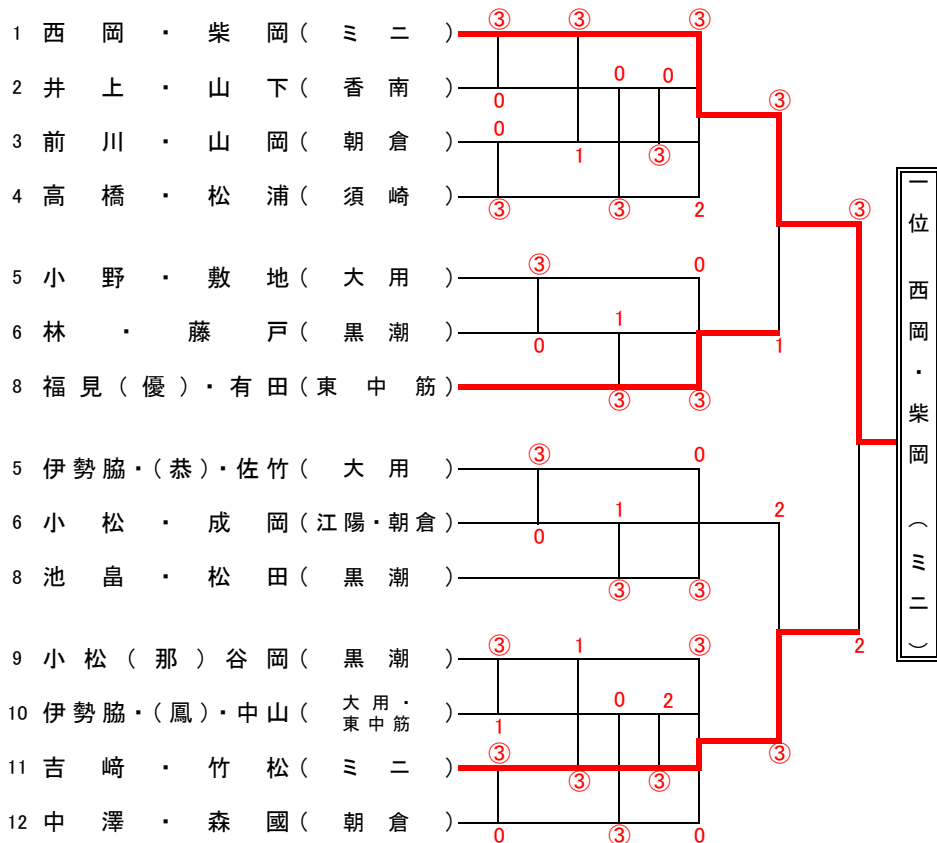 ③ ③ ③
1 西岡・柴岡(ミニ)
0 0
2 井上・山下(香南)
0 ③
0
3 前川・山岡(朝倉)
1 ③
4 高橋・松浦(須崎)
③ ③ 2 ③
③ 0
5 小野・敷地(大用)
1
6 林・藤戸(黒潮)
0 1
8 福見(優)・有田(東中筋)
③ ③
③ 0
5 伊勢脇・(恭)・佐竹(大用)
1 2
6 小松・成岡(江陽・朝倉)
0
8 池畠・松田(黒潮)
③ ③
2
③ 1 ③
9 小松(那)谷岡(黒潮)
0 2
10 伊勢脇・(鳳)・中山(大用・東中筋)
1
③ ③
11 吉﨑・竹松(ミニ)
③ ③
12 中澤・森國(朝倉)
0 ③ 0
一位 西岡・柴岡 (ミニ)